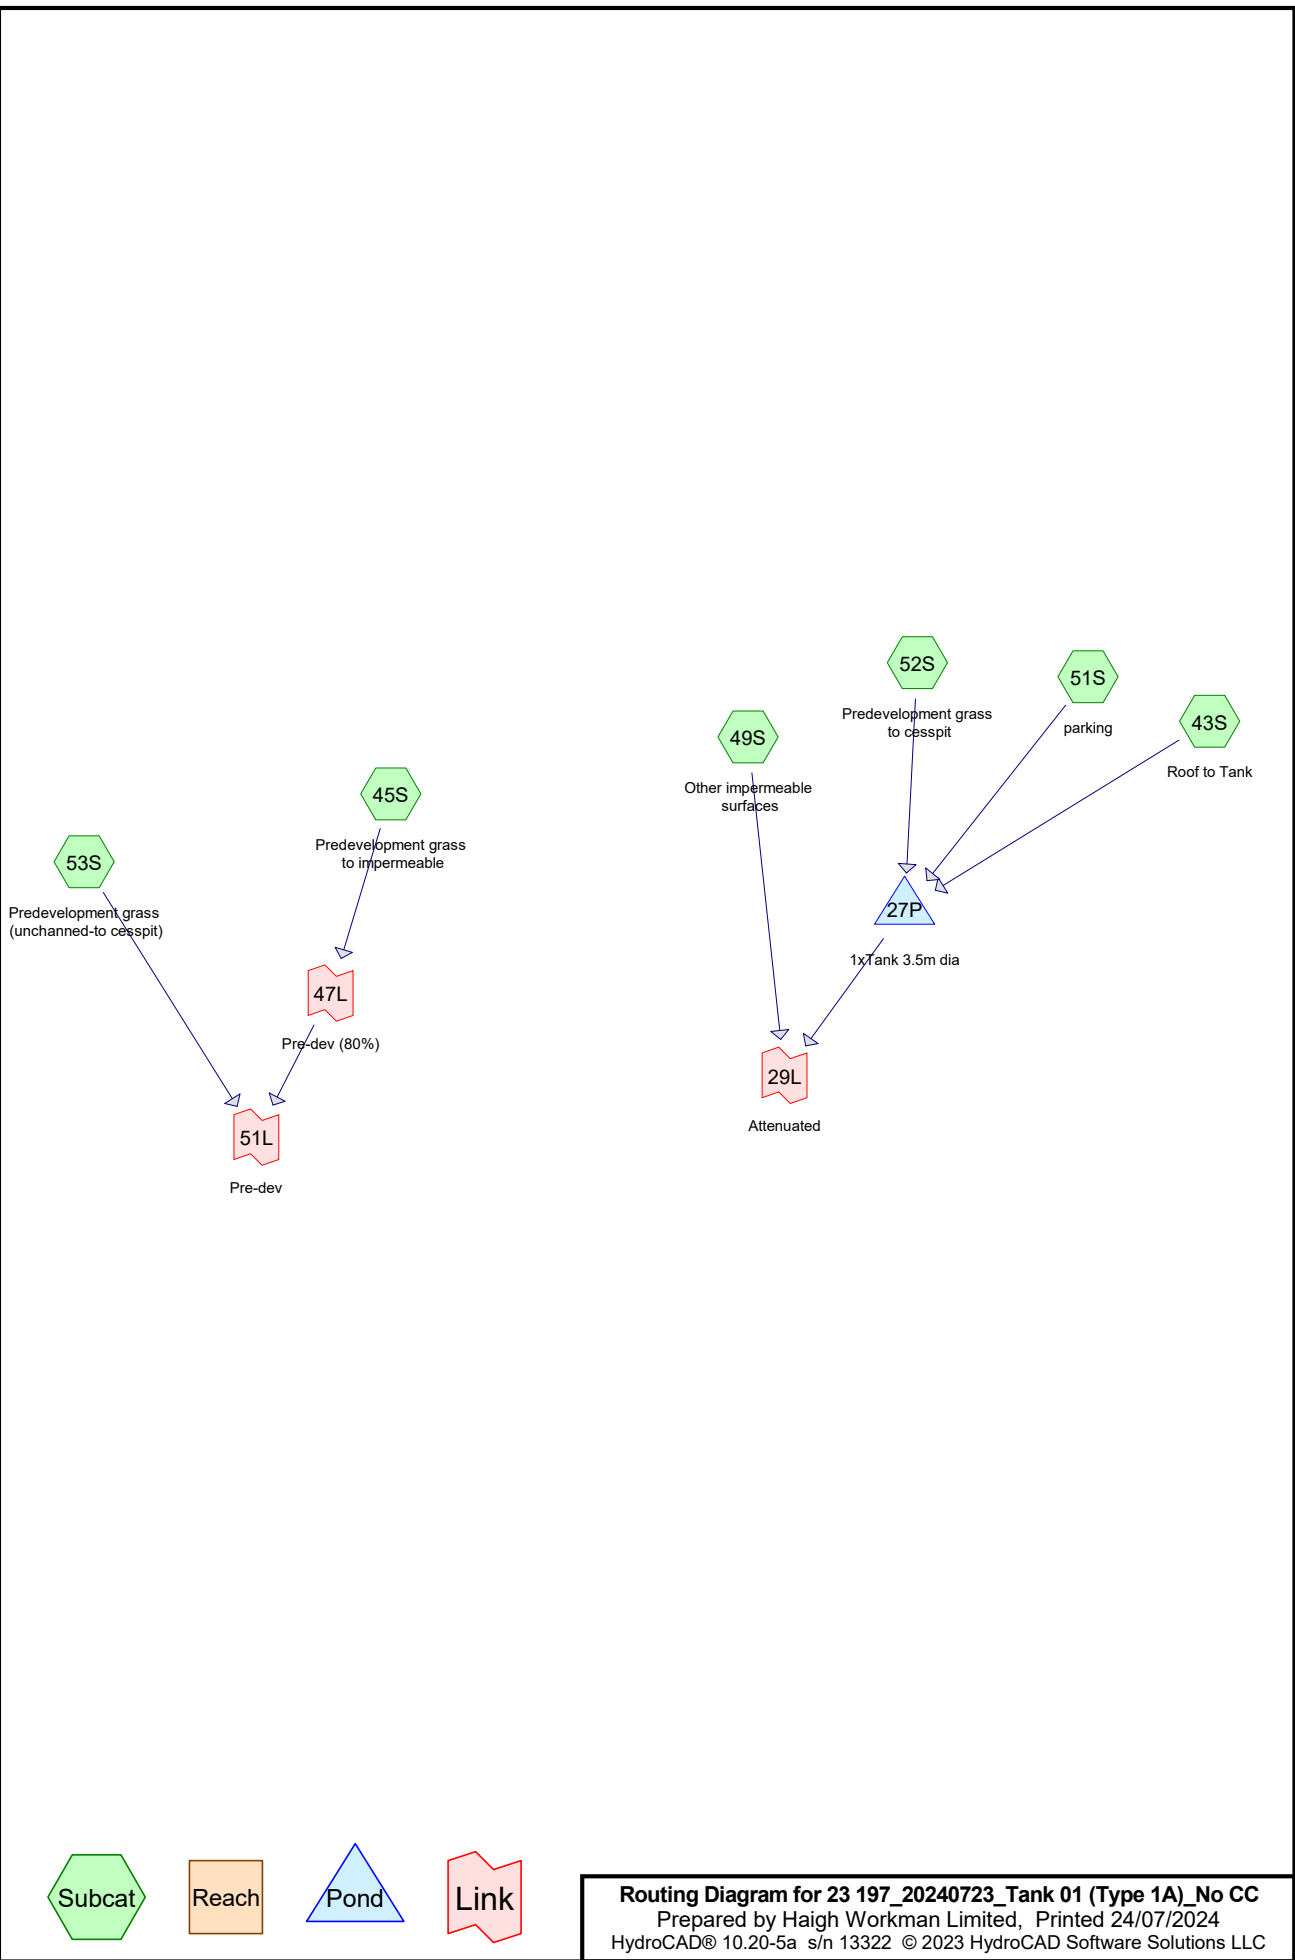 52S
Predevelopment grass
to cesspit
51S
parking
43S
Roof to Tank
49S
Other impermeable
surfaces
45S
Predevelopment grass
to impermeable
53S
Predevelopment grass
(unchanned-to cesspit)
27P
1xTank 3.5m dia
47L
Pre-dev (80%)
29L
Attenuated
51L
Pre-dev
Subcat
Reach
Pond
Link
Routing Diagram for 23 197_20240723_Tank 01 (Type 1A)_No CC
Prepared by Haigh Workman Limited,  Printed 24/07/2024
HydroCAD® 10.20-5a  s/n 13322  © 2023 HydroCAD Software Solutions LLC